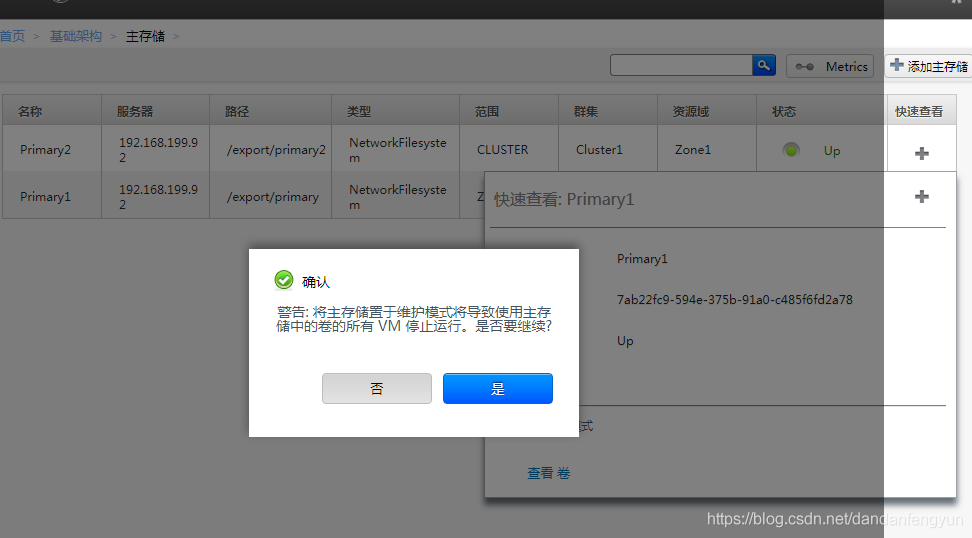 首页 > 基础架构 > 主存储 >
Metrics
添加主存储
名称 服务器 路径 类型 范围 群集 资源域 状态 快速查看
Primary2 192.168.199.92 /export/primary2 NetworkFilesystem CLUSTER Cluster1 Zone1 Up
Primary1 192.168.199.92 /export/primary NetworkFilesystem Z
快速查看: Primary1
Primary1
7ab22fc9-594e-375b-91a0-c485f6fd2a78
Up
式
查看 卷
确认
警告: 将主存储置于维护模式将导致使用主存
储中的卷的所有 VM 停止运行。是否要继续?
否
是
https://blog.csdn.net/dandanfengyun